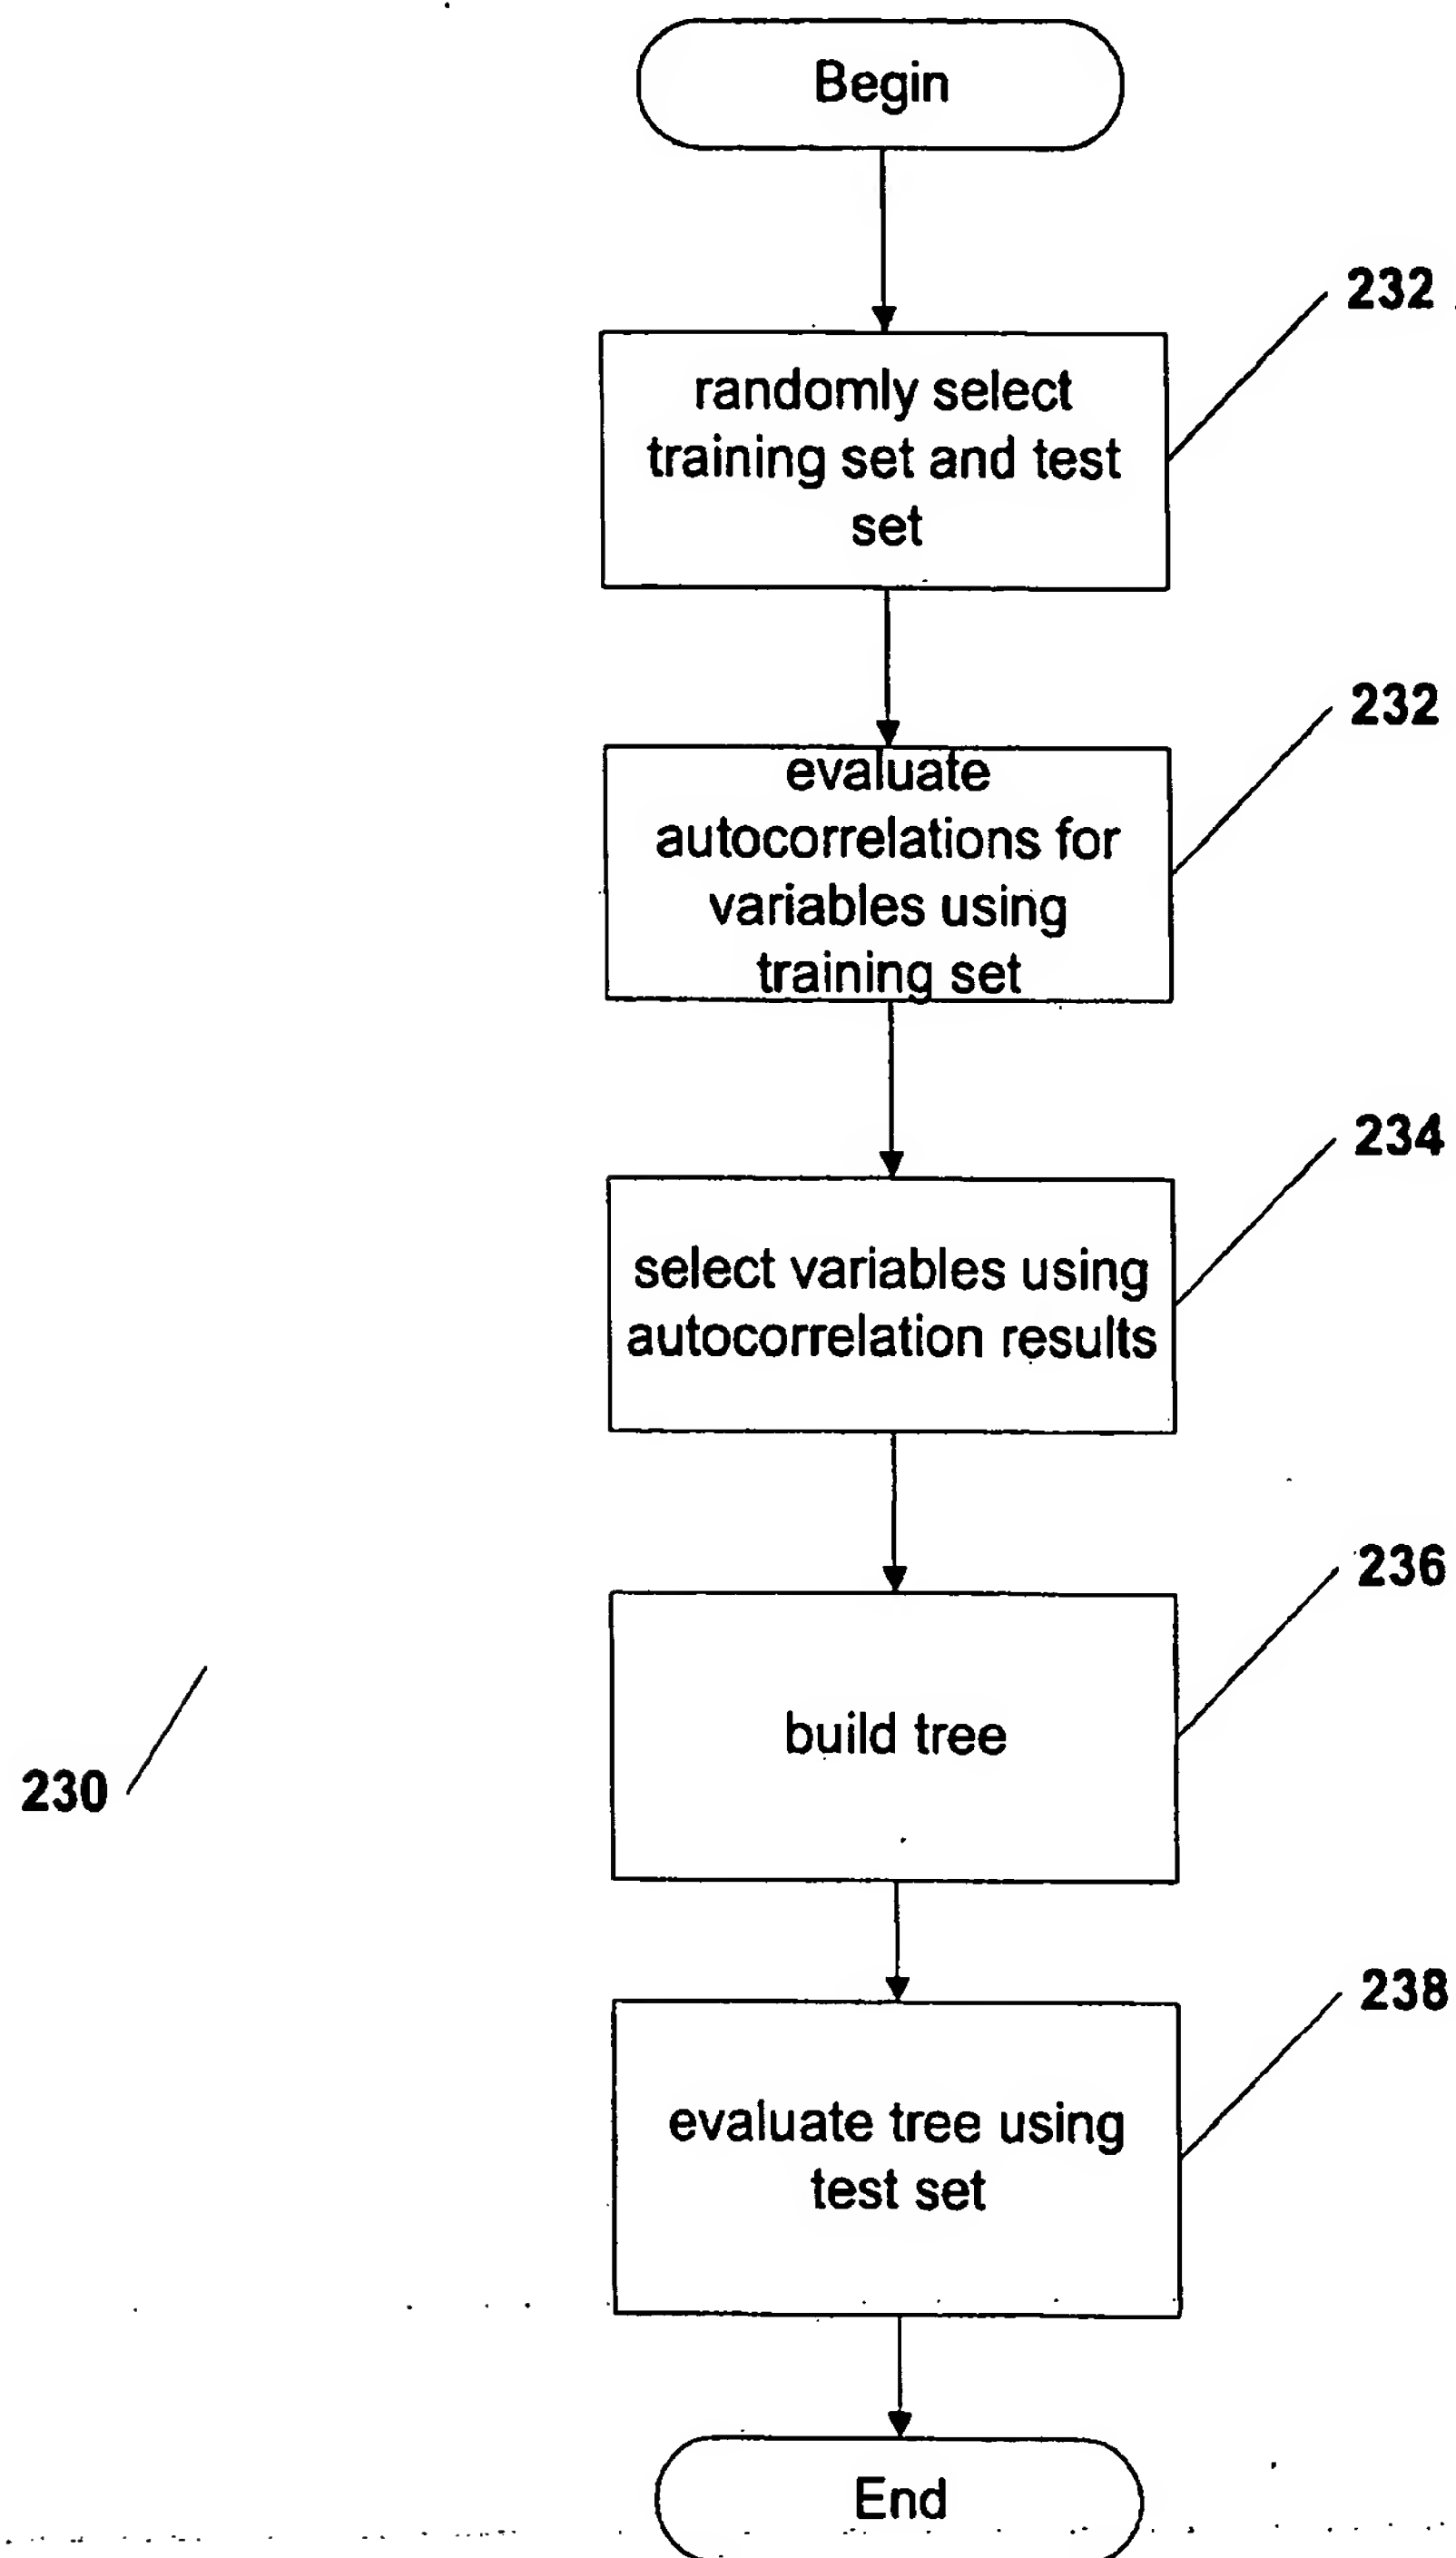 Begin
232
randomly select
training set and test
set
232
evaluate
autocorrelations for
variables using
training set
234
select variables using
autocorrelation results
236
build tree
230
238
evaluate tree using
test set
End